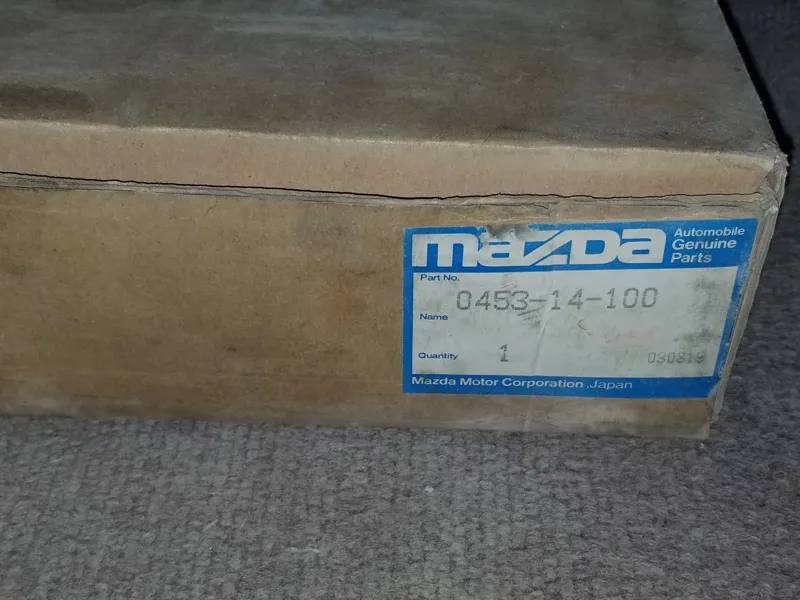 mazda
Automobile
Genuine
Parts
Part No.
0453-14-100
Name
Quantity
1
030819
Mazda Motor Corporation, Japan